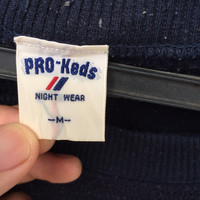 PRO-Keds
NIGHT WEAR
-M-